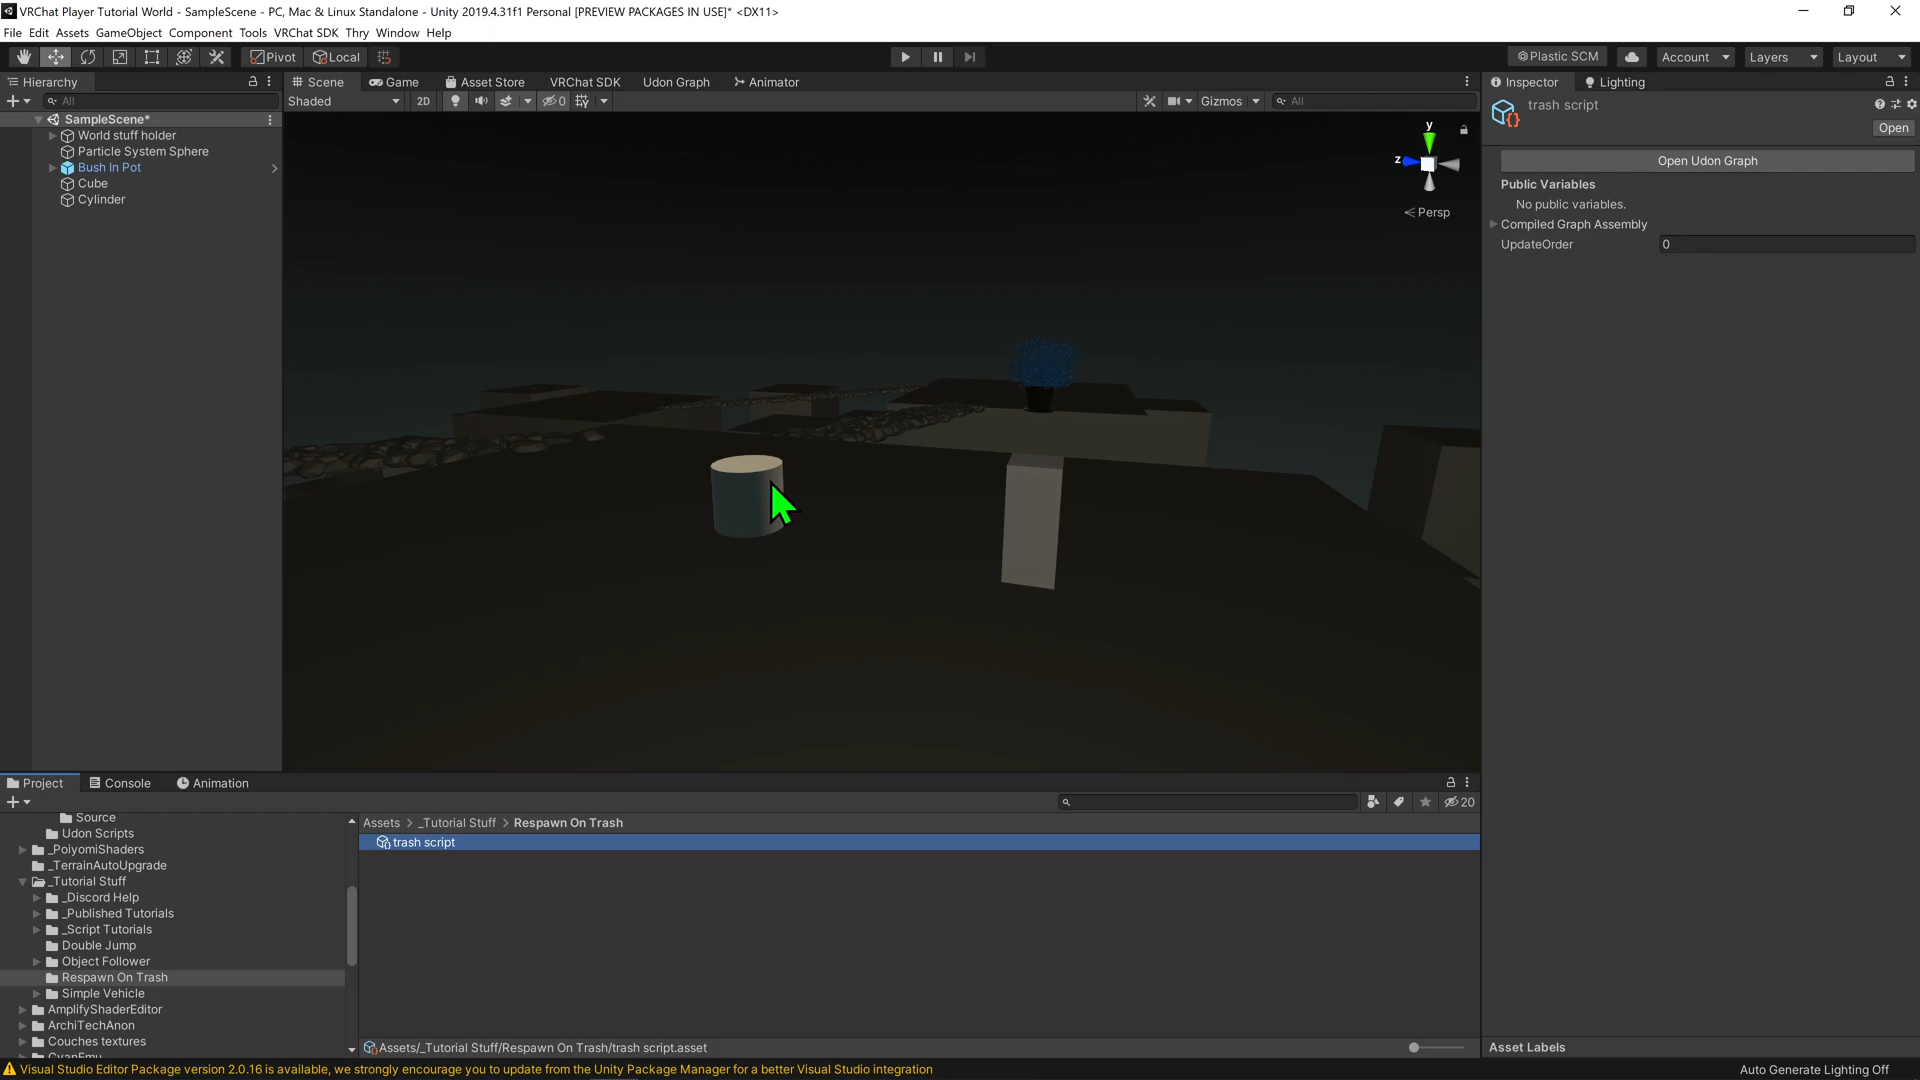 VRChat Player Tutorial World - SampleScene - PC, Mac & Linux Standalone - Unity 2019.4.31f1 Personal [PREVIEW PACKAGES IN USE]* <DX11>
File Edit Assets GameObject Component Tools VRChat SDK Thry Window Help
Pivot Local Plastic SCM Account Layers Layout
Hierarchy Scene Game Asset Store VRChat SDK Udon Graph Animator Inspector Lighting
All Shaded 2D 0 Gizmos All trash script
Open
SampleScene*
World stuff holder
Particle System Sphere
Bush In Pot
Cube
Cylinder
y
z
Persp
Open Udon Graph
Public Variables
No public variables.
Compiled Graph Assembly
UpdateOrder 0
Project Console Animation
20
Source
Udon Scripts
_PoiyomiShaders
_TerrainAutoUpgrade
_Tutorial Stuff
_Discord Help
_Published Tutorials
_Script Tutorials
Double Jump
Object Follower
Respawn On Trash
Simple Vehicle
AmplifyShaderEditor
ArchiTechAnon
Couches textures
CyanEmu
Assets > _Tutorial Stuff > Respawn On Trash
trash script
Assets/_Tutorial Stuff/Respawn On Trash/trash script.asset
Asset Labels
Visual Studio Editor Package version 2.0.16 is available, we strongly encourage you to update from the Unity Package Manager for a better Visual Studio integration
Auto Generate Lighting Off